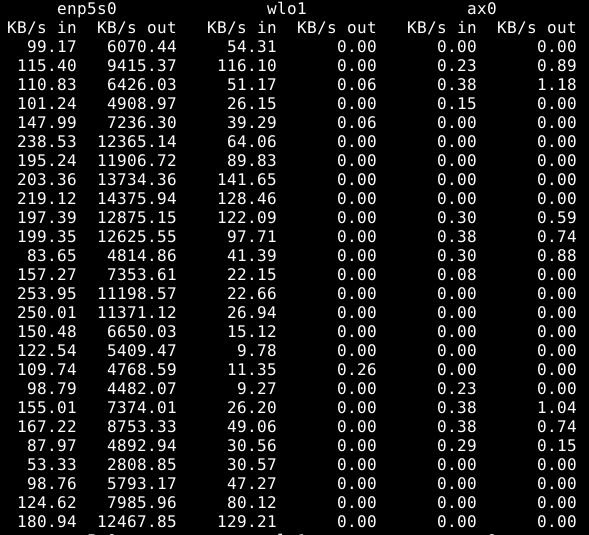 enp5s0 wlo1 ax0
KB/s in KB/s out KB/s in KB/s out KB/s in KB/s out
99.17 6070.44 54.31 0.00 0.00 0.00
115.40 9415.37 116.10 0.00 0.23 0.89
110.83 6426.03 51.17 0.06 0.38 1.18
101.24 4908.97 26.15 0.00 0.15 0.00
147.99 7236.30 39.29 0.06 0.00 0.00
238.53 12365.14 64.06 0.00 0.00 0.00
195.24 11906.72 89.83 0.00 0.00 0.00
203.36 13734.36 141.65 0.00 0.00 0.00
219.12 14375.94 128.46 0.00 0.00 0.00
197.39 12875.15 122.09 0.00 0.30 0.59
199.35 12625.55 97.71 0.00 0.38 0.74
83.65 4814.86 41.39 0.00 0.30 0.88
157.27 7353.61 22.15 0.00 0.08 0.00
253.95 11198.57 22.66 0.00 0.00 0.00
250.01 11371.12 26.94 0.00 0.00 0.00
150.48 6650.03 15.12 0.00 0.00 0.00
122.54 5409.47 9.78 0.00 0.00 0.00
109.74 4768.59 11.35 0.26 0.00 0.00
98.79 4482.07 9.27 0.00 0.23 0.00
155.01 7374.01 26.20 0.00 0.38 1.04
167.22 8753.33 49.06 0.00 0.38 0.74
87.97 4892.94 30.56 0.00 0.29 0.15
53.33 2808.85 30.57 0.00 0.00 0.00
98.76 5793.17 47.27 0.00 0.00 0.00
124.62 7985.96 80.12 0.00 0.00 0.00
180.94 12467.85 129.21 0.00 0.00 0.00